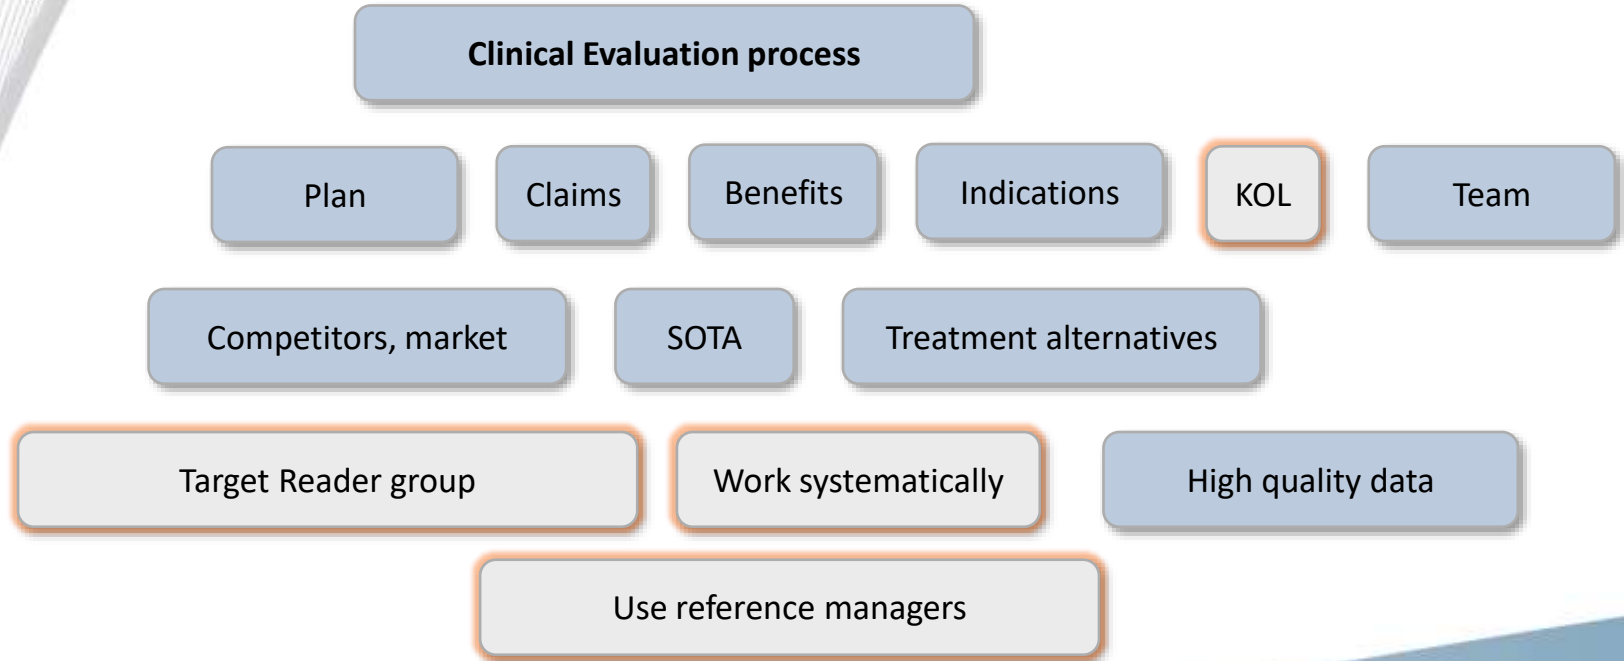 Clinical Evaluation process
Plan
Claims
Benefits
Indications
KOL
Team
Competitors, market
SOTA
Treatment alternatives
Target Reader group
Work systematically
High quality data
Use reference managers